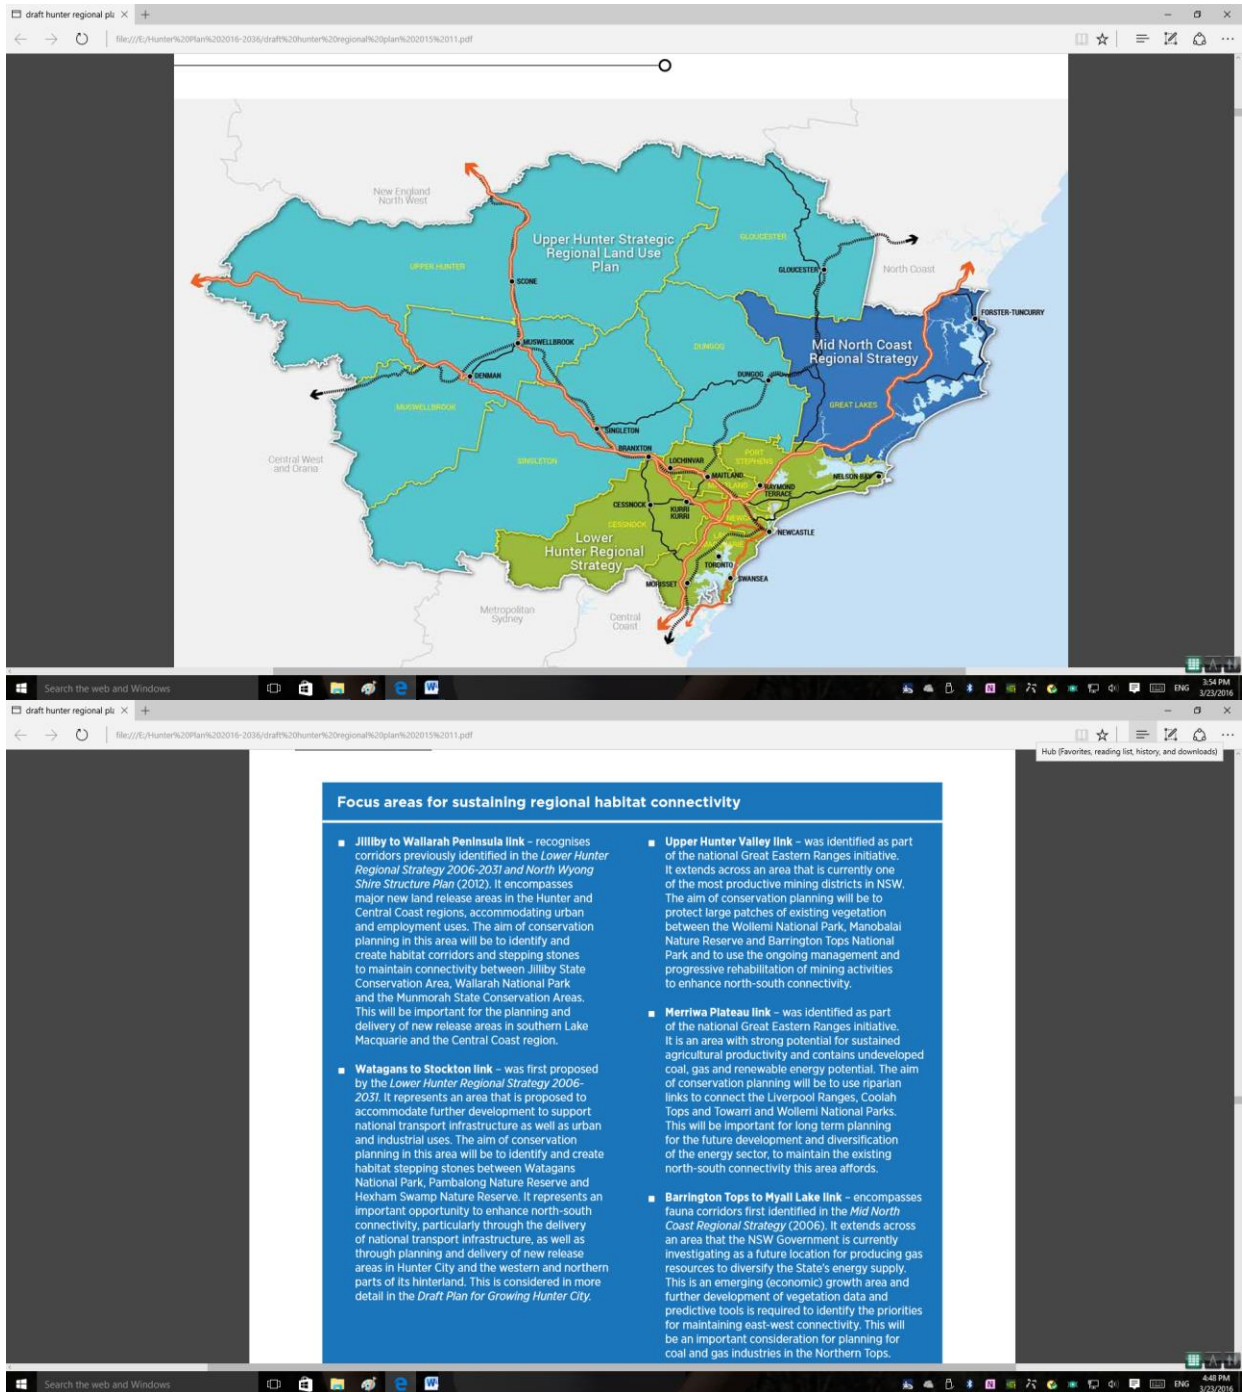 draft hunter regional pla
file:///E:/Hunter%20Plan%202016-2036/draft%20hunter%20regional%20plan%202015%2011.pdf
New England
North West
Upper Hunter Strategic
Regional Land Use
Plan
GLOUCESTER
UPPER HUNTER
GLOUCESTER
North Coast
SCONE
FORSTER-TUNCURRY
MUSWELLBROOK
DUNGOG
Mid North Coast
Regional Strategy
DENMAN
DUNGOG
MUSWELLBROOK
GREAT LAKES
SINGLETON
Central West
and Orana
SINGLETON
BRANXTON
LOCHINVAR
PORT
STEPHENS
MAITLAND
NELSON BAY
RAYMOND
TERRACE
CESSNOCK
KURRI
KURRI
CESSNOCK
NEWCASTLE
Lower
Hunter Regional
Strategy
TORONTO
MORISSET
SWANSEA
Metropolitan
Sydney
Central
Coast
Search the web and Windows
ENG
3:54 PM
3/23/2016
draft hunter regional pla
file:///E:/Hunter%20Plan%202016-2036/draft%20hunter%20regional%20plan%202015%2011.pdf
Hub (Favorites, reading list, history, and downloads)
Focus areas for sustaining regional habitat connectivity
Jilliby to Wallarah Peninsula link – recognises
corridors previously identified in the Lower Hunter
Regional Strategy 2006-2031 and North Wyong
Shire Structure Plan (2012). It encompasses
major new land release areas in the Hunter and
Central Coast regions, accommodating urban
and employment uses. The aim of conservation
planning in this area will be to identify and
create habitat corridors and stepping stones
to maintain connectivity between Jilliby State
Conservation Area, Wallarah National Park
and the Munmorah State Conservation Areas.
This will be important for the planning and
delivery of new release areas in southern Lake
Macquarie and the Central Coast region.
Watagans to Stockton link – was first proposed
by the Lower Hunter Regional Strategy 2006-
2031. It represents an area that is proposed to
accommodate further development to support
national transport infrastructure as well as urban
and industrial uses. The aim of conservation
planning in this area will be to identify and create
habitat stepping stones between Watagans
National Park, Pambalong Nature Reserve and
Hexham Swamp Nature Reserve. It represents an
important opportunity to enhance north-south
connectivity, particularly through the delivery
of national transport infrastructure, as well as
through planning and delivery of new release
areas in Hunter City and the western and northern
parts of its hinterland. This is considered in more
detail in the Draft Plan for Growing Hunter City.
Upper Hunter Valley link – was identified as part
of the national Great Eastern Ranges initiative.
It extends across an area that is currently one
of the most productive mining districts in NSW.
The aim of conservation planning will be to
protect large patches of existing vegetation
between the Wollemi National Park, Manobalai
Nature Reserve and Barrington Tops National
Park and to use the ongoing management and
progressive rehabilitation of mining activities
to enhance north-south connectivity.
Merriwa Plateau link – was identified as part
of the national Great Eastern Ranges initiative.
It is an area with strong potential for sustained
agricultural productivity and contains undeveloped
coal, gas and renewable energy potential. The aim
of conservation planning will be to use riparian
links to connect the Liverpool Ranges, Coolah
Tops and Towarri and Wollemi National Parks.
This will be important for long term planning
for the future development and diversification
of the energy sector, to maintain the existing
north-south connectivity this area affords.
Barrington Tops to Myall Lake link – encompasses
fauna corridors first identified in the Mid North
Coast Regional Strategy (2006). It extends across
an area that the NSW Government is currently
investigating as a future location for producing gas
resources to diversify the State's energy supply.
This is an emerging (economic) growth area and
further development of vegetation data and
predictive tools is required to identify the priorities
for maintaining east-west connectivity. This will
be an important consideration for planning for
coal and gas industries in the Northern Tops.
Search the web and Windows
ENG
4:48 PM
3/23/2016